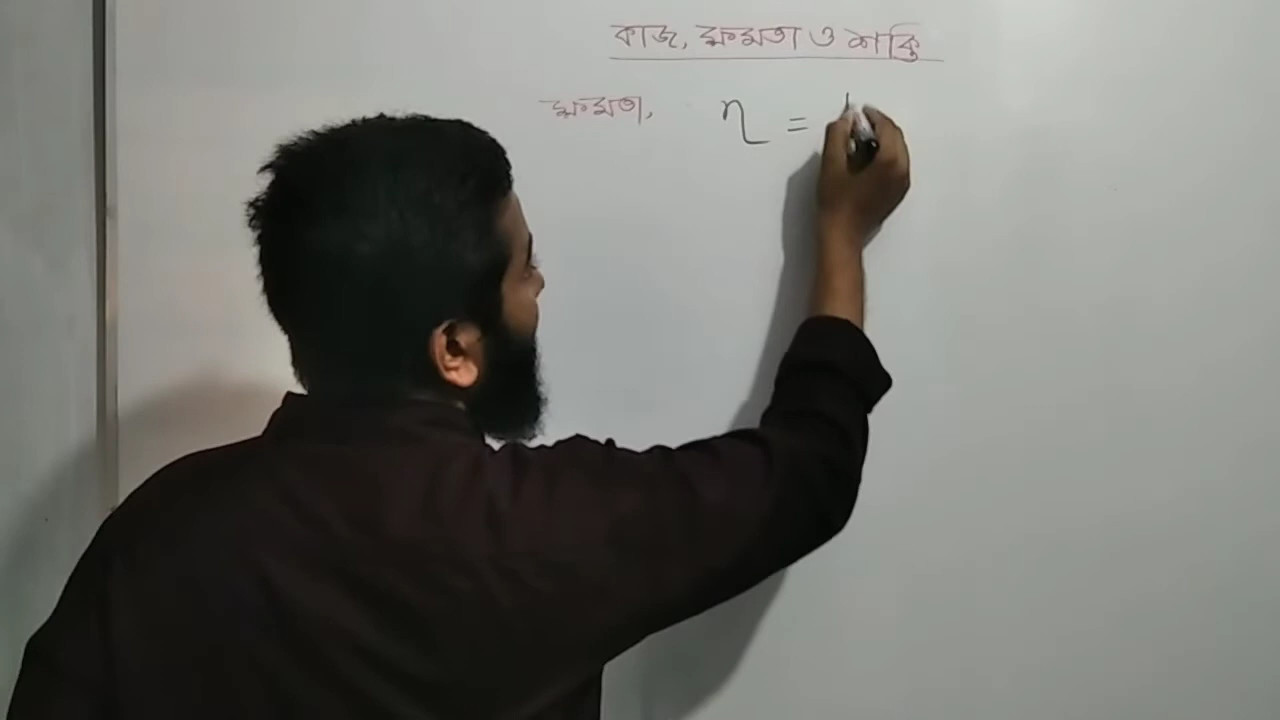 কাজ, ক্ষমতা ও শক্তি
ক্ষমতা, η =